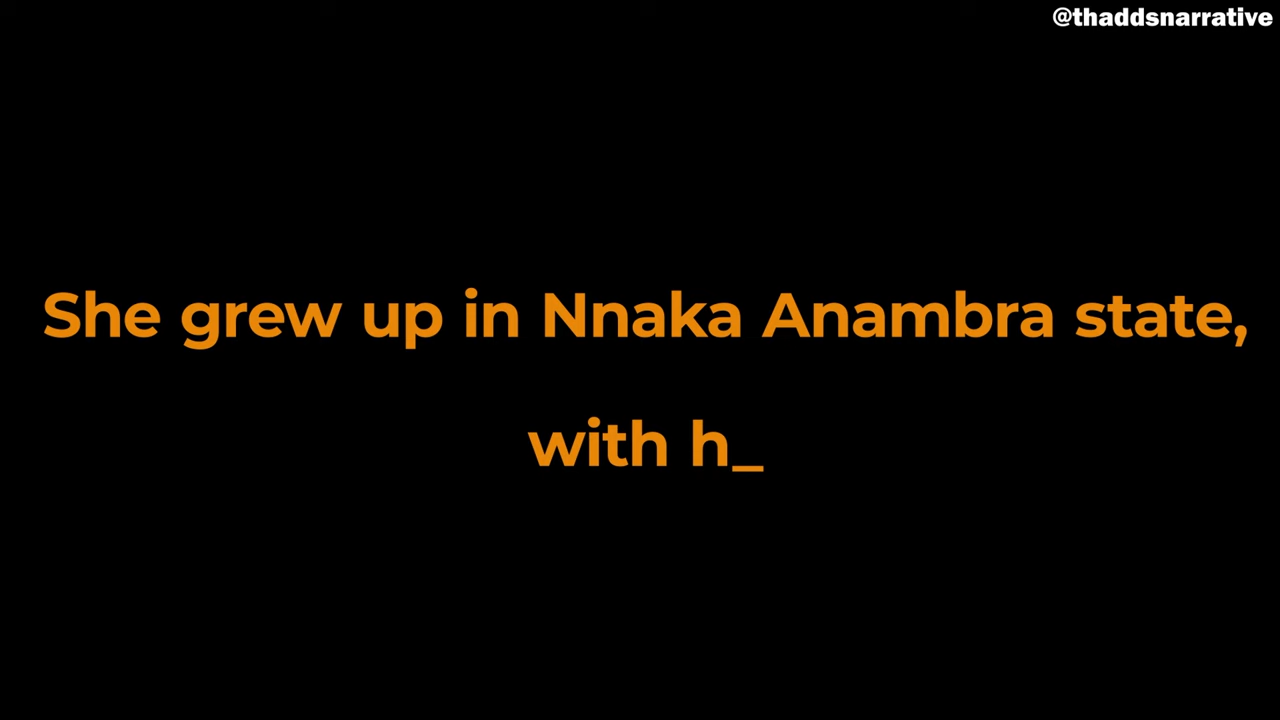 @thaddsnarrative
She grew up in Nnaka Anambra state,
with h_